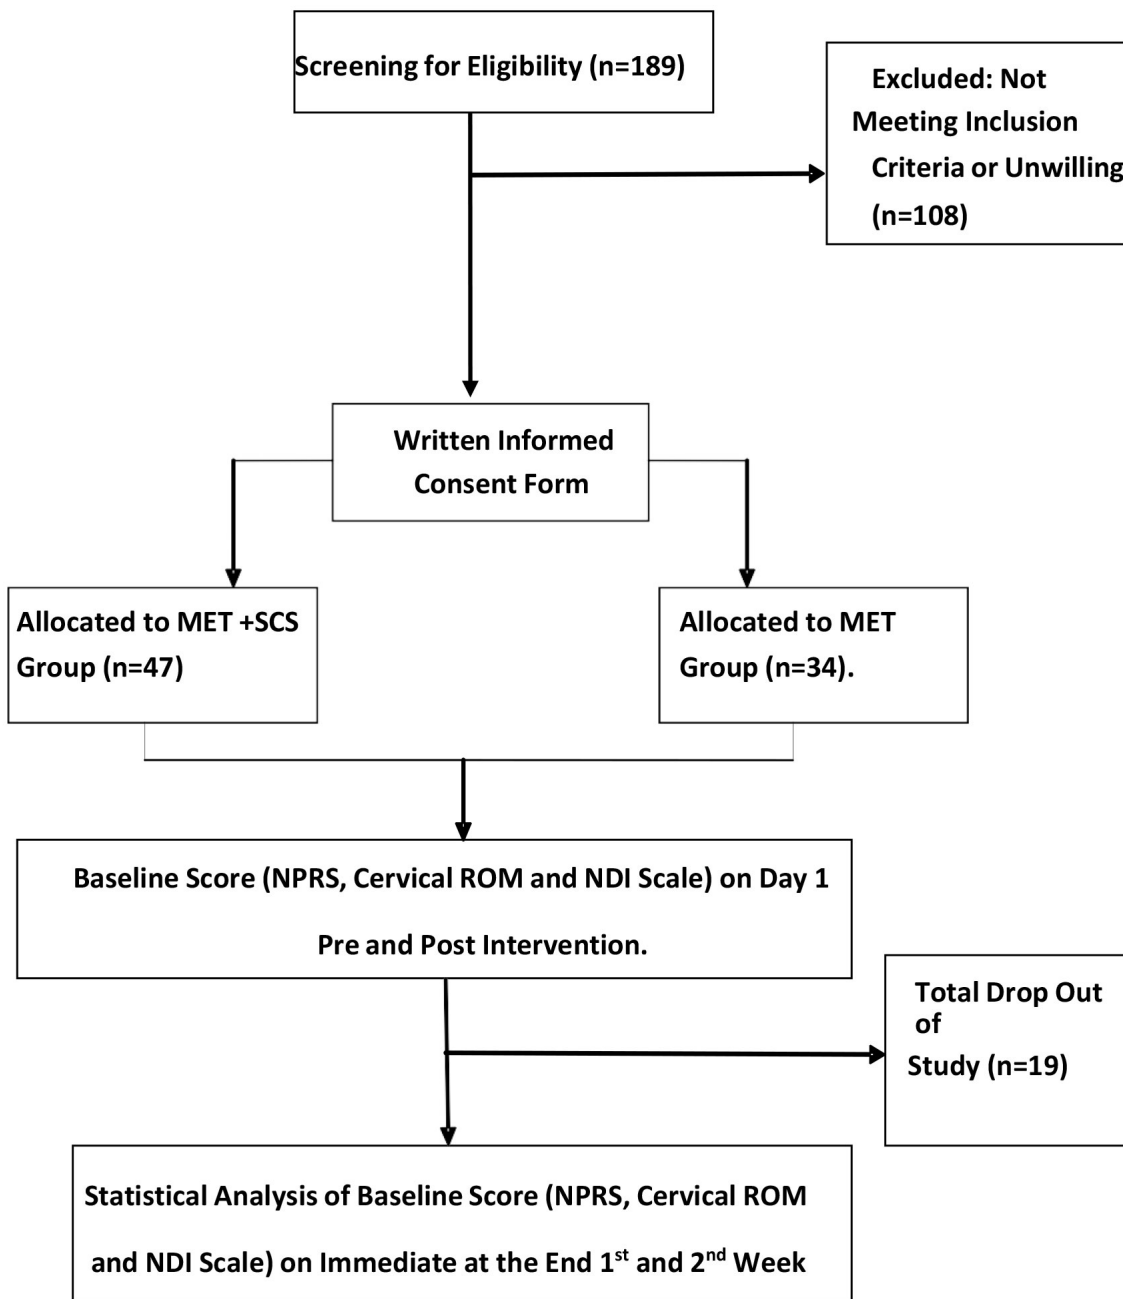 Screening for Eligibility (n=189)
Excluded: Not
Meeting Inclusion
Criteria or Unwilling
(n=108)
Written Informed
Consent Form
Allocated to MET +SCS
Group (n=47)
Allocated to MET
Group (n=34).
Baseline Score (NPRS, Cervical ROM and NDI Scale) on Day 1
Pre and Post Intervention.
Total Drop Out
of
Study (n=19)
Statistical Analysis of Baseline Score (NPRS, Cervical ROM
and NDI Scale) on Immediate at the End 1st and 2nd Week